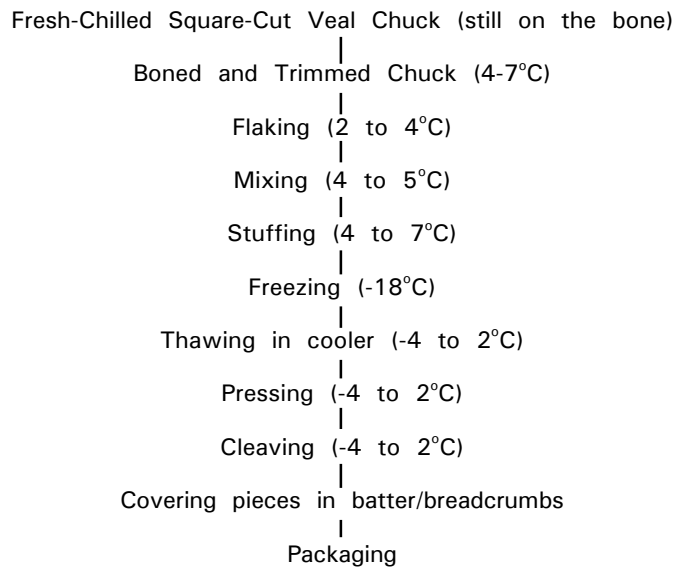 Fresh-Chilled Square-Cut Veal Chuck (still on the bone)
Boned and Trimmed Chuck (4-7°C)
Flaking (2 to 4°C)
Mixing (4 to 5°C)
Stuffing (4 to 7°C)
Freezing (-18°C)
Thawing in cooler (-4 to 2°C)
Pressing (-4 to 2°C)
Cleaving (-4 to 2°C)
Covering pieces in batter/breadcrumbs
Packaging